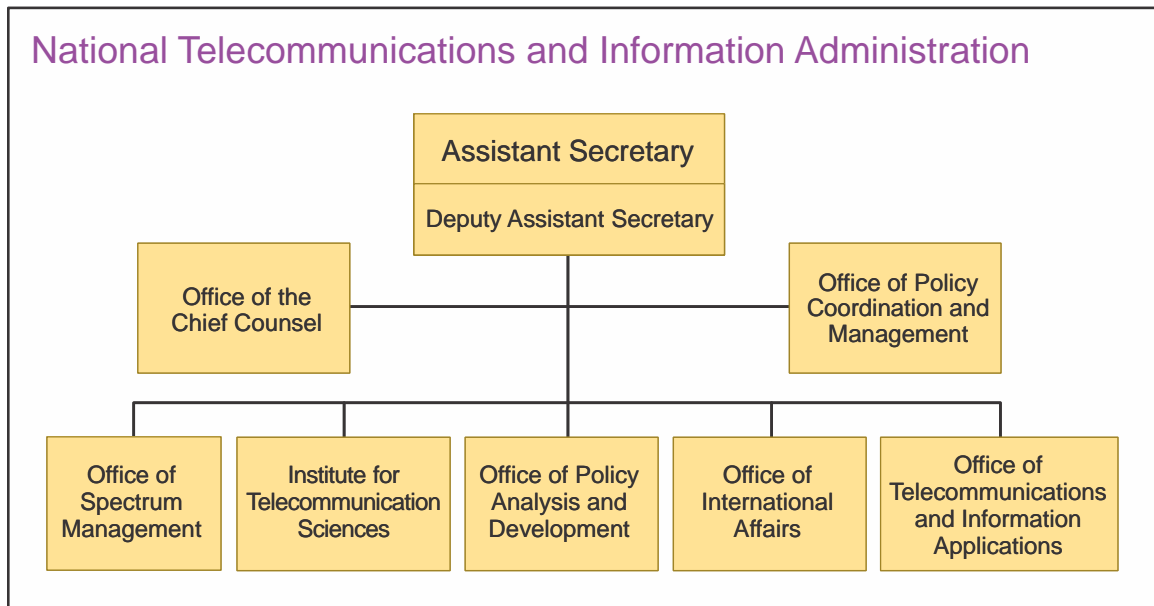 National Telecommunications and Information Administration
Assistant Secretary
Deputy Assistant Secretary
Office of the
Chief Counsel
Office of Policy
Coordination and
Management
Office of
Spectrum
Management
Institute for
Telecommunication
Sciences
Office of Policy
Analysis and
Development
Office of
International
Affairs
Office of
Telecommunications
and Information
Applications